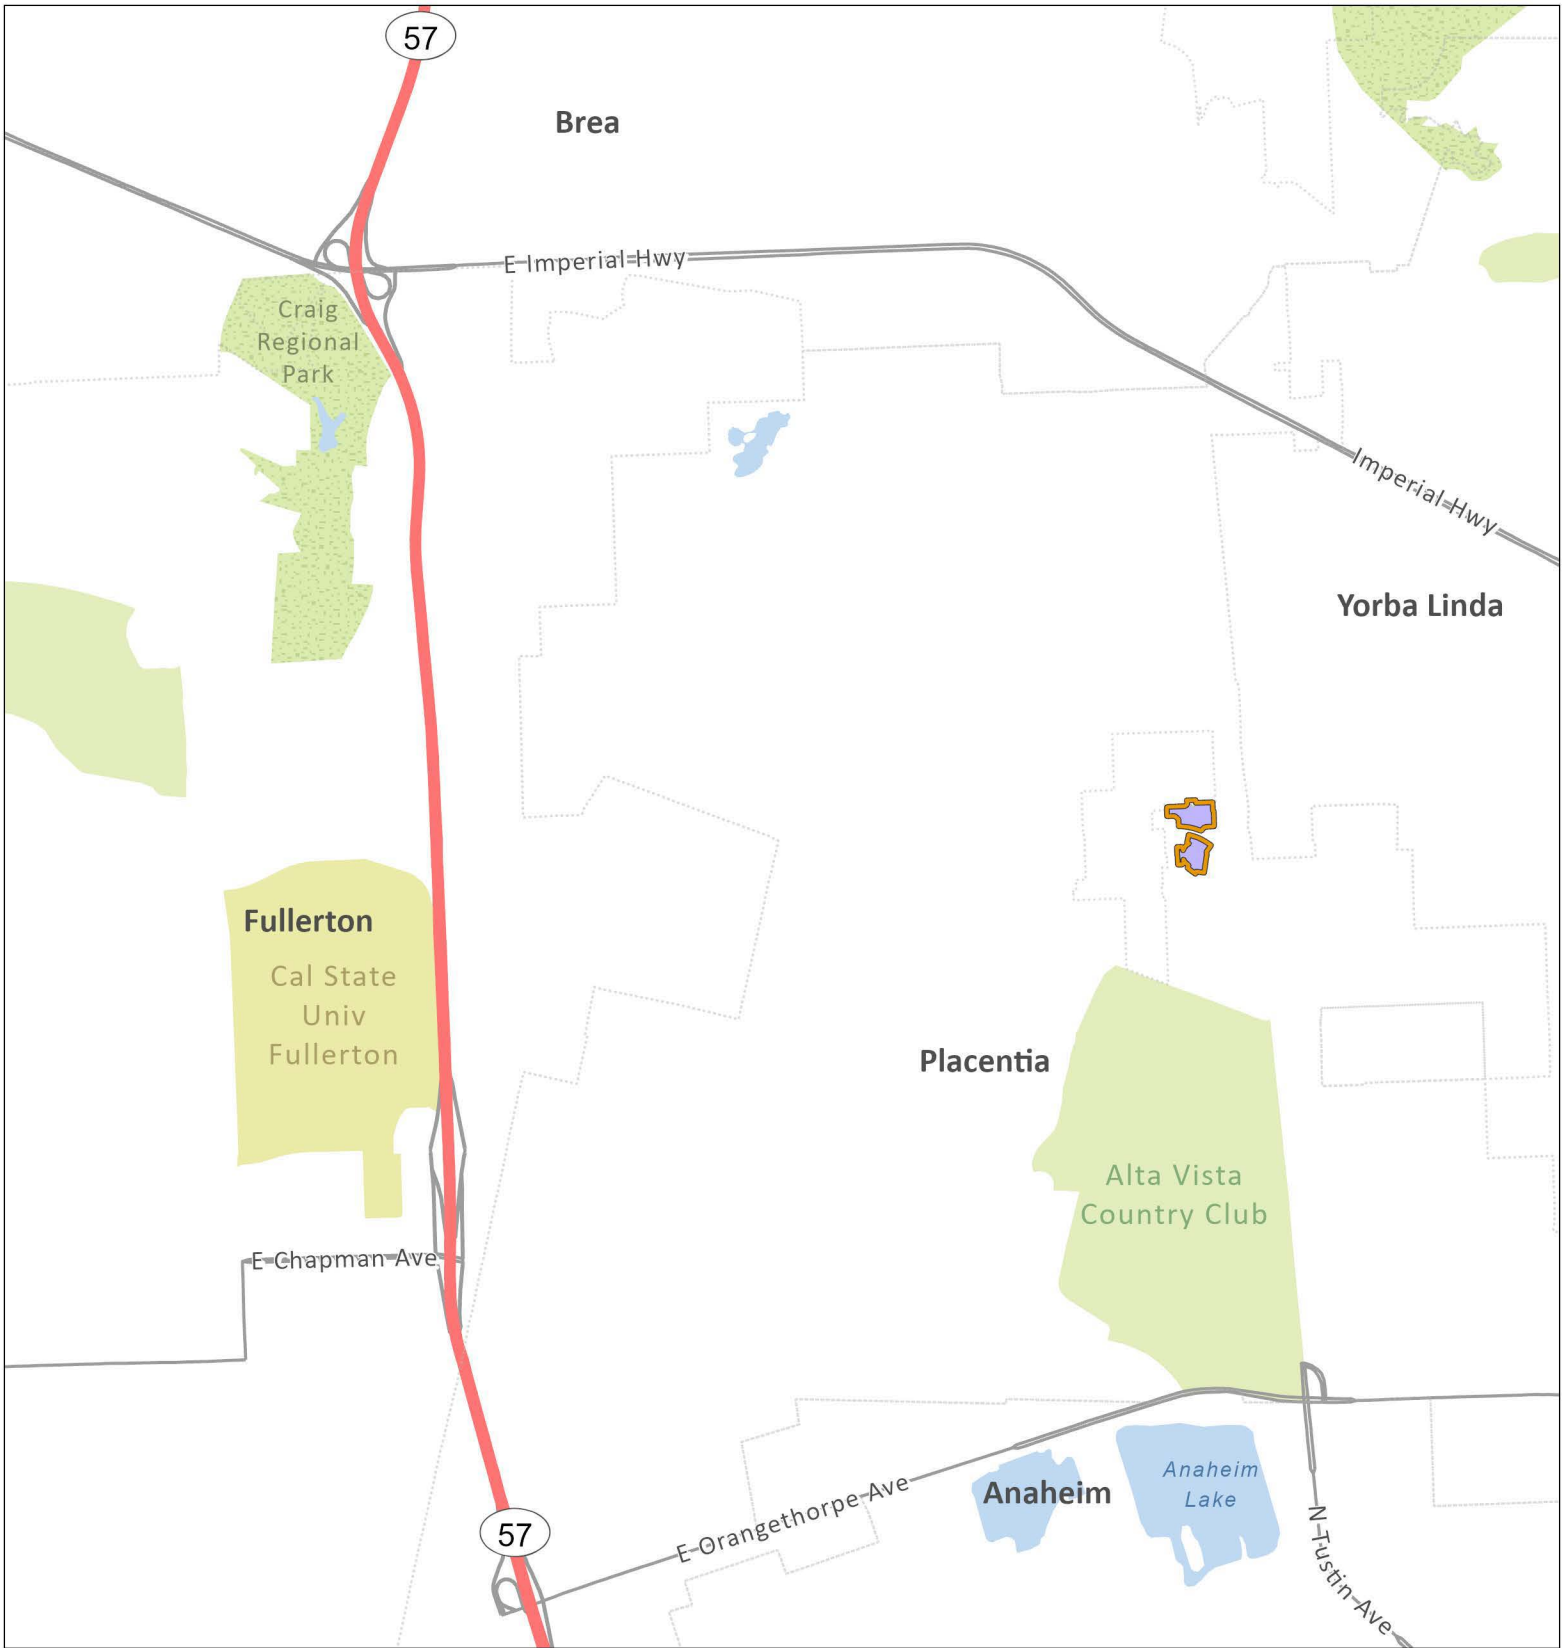 57
Brea
E Imperial Hwy
Craig
Regional
Park
Imperial Hwy
Yorba Linda
Fullerton
Cal State
Univ
Fullerton
Placentia
Alta Vista
Country Club
E Chapman Ave
Anaheim
Lake
Anaheim
E Orangethorpe Ave
57
N Tustin Ave